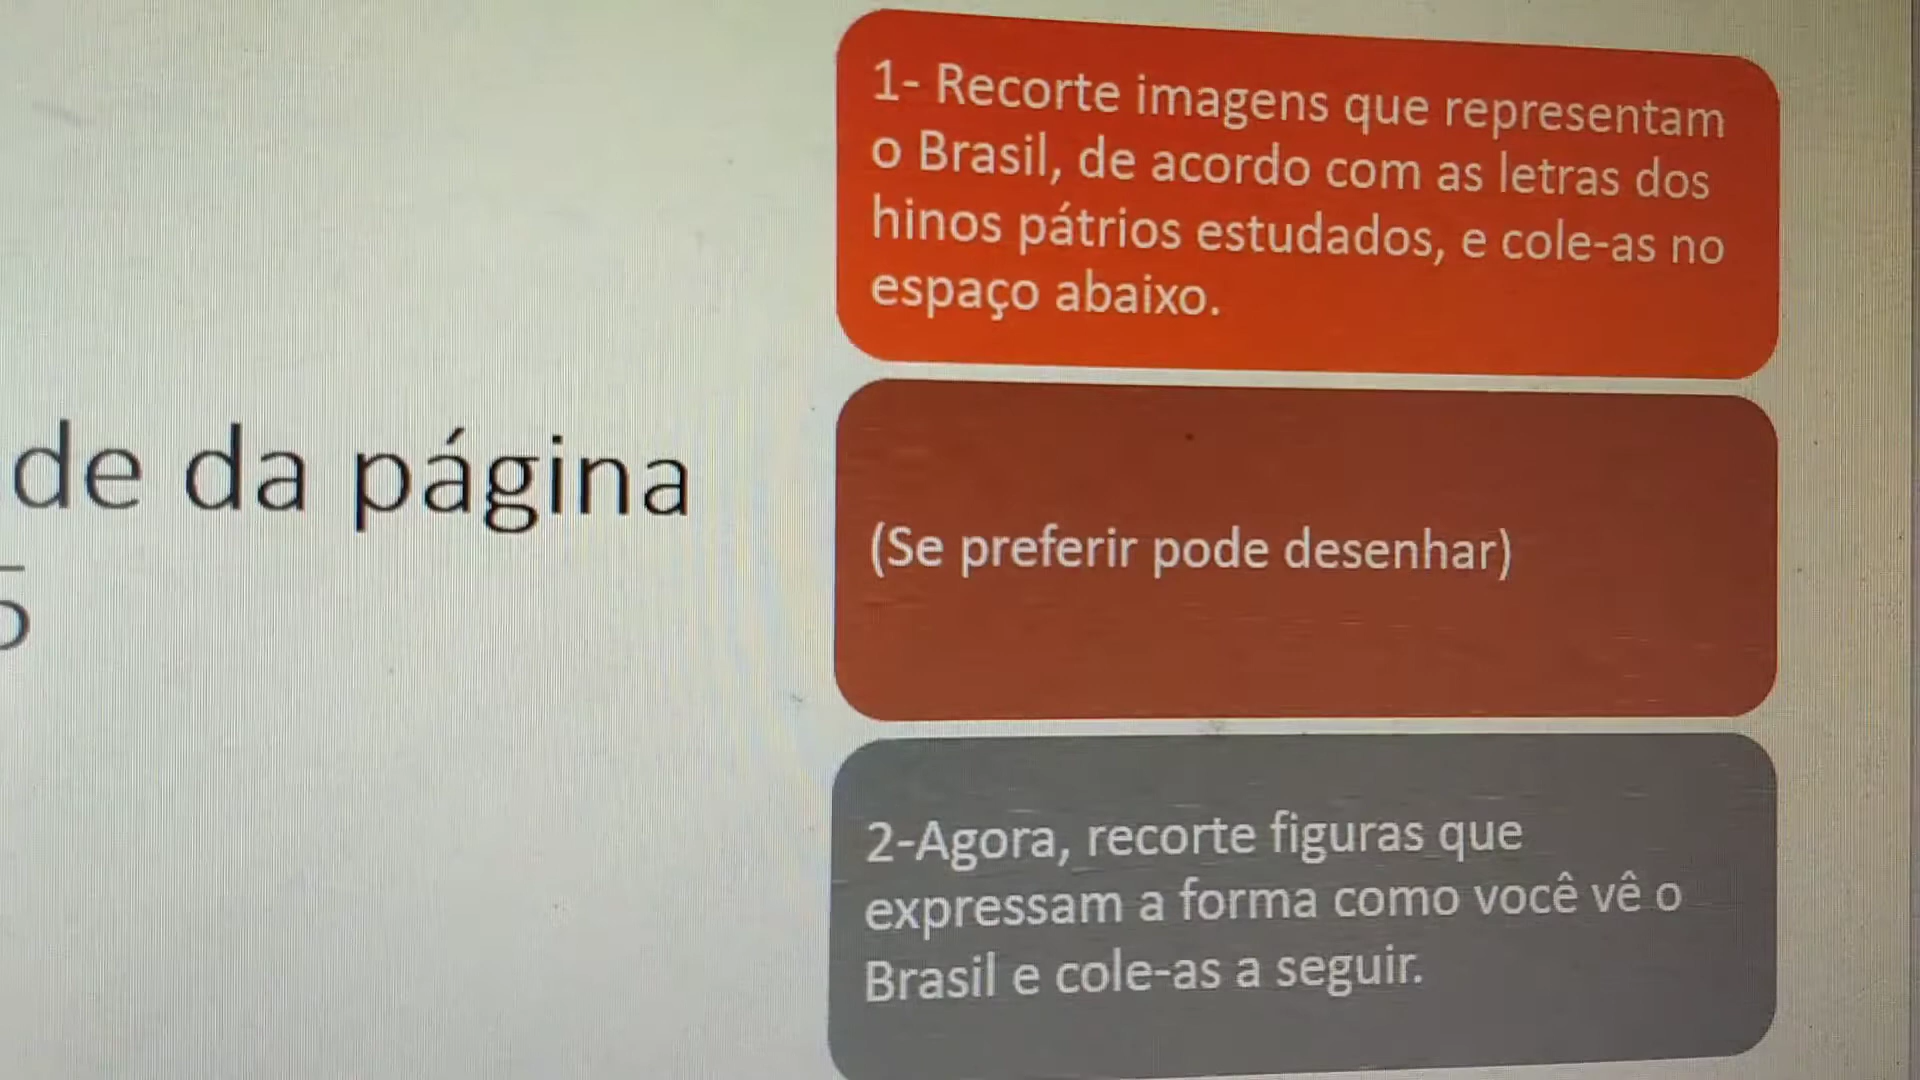 de da página
5
1- Recorte imagens que representam
o Brasil, de acordo com as letras dos
hinos pátrios estudados, e cole-as no
espaço abaixo.
(Se preferir pode desenhar)
2-Agora, recorte figuras que
expressam a forma como você vê o
Brasil e cole-as a seguir.